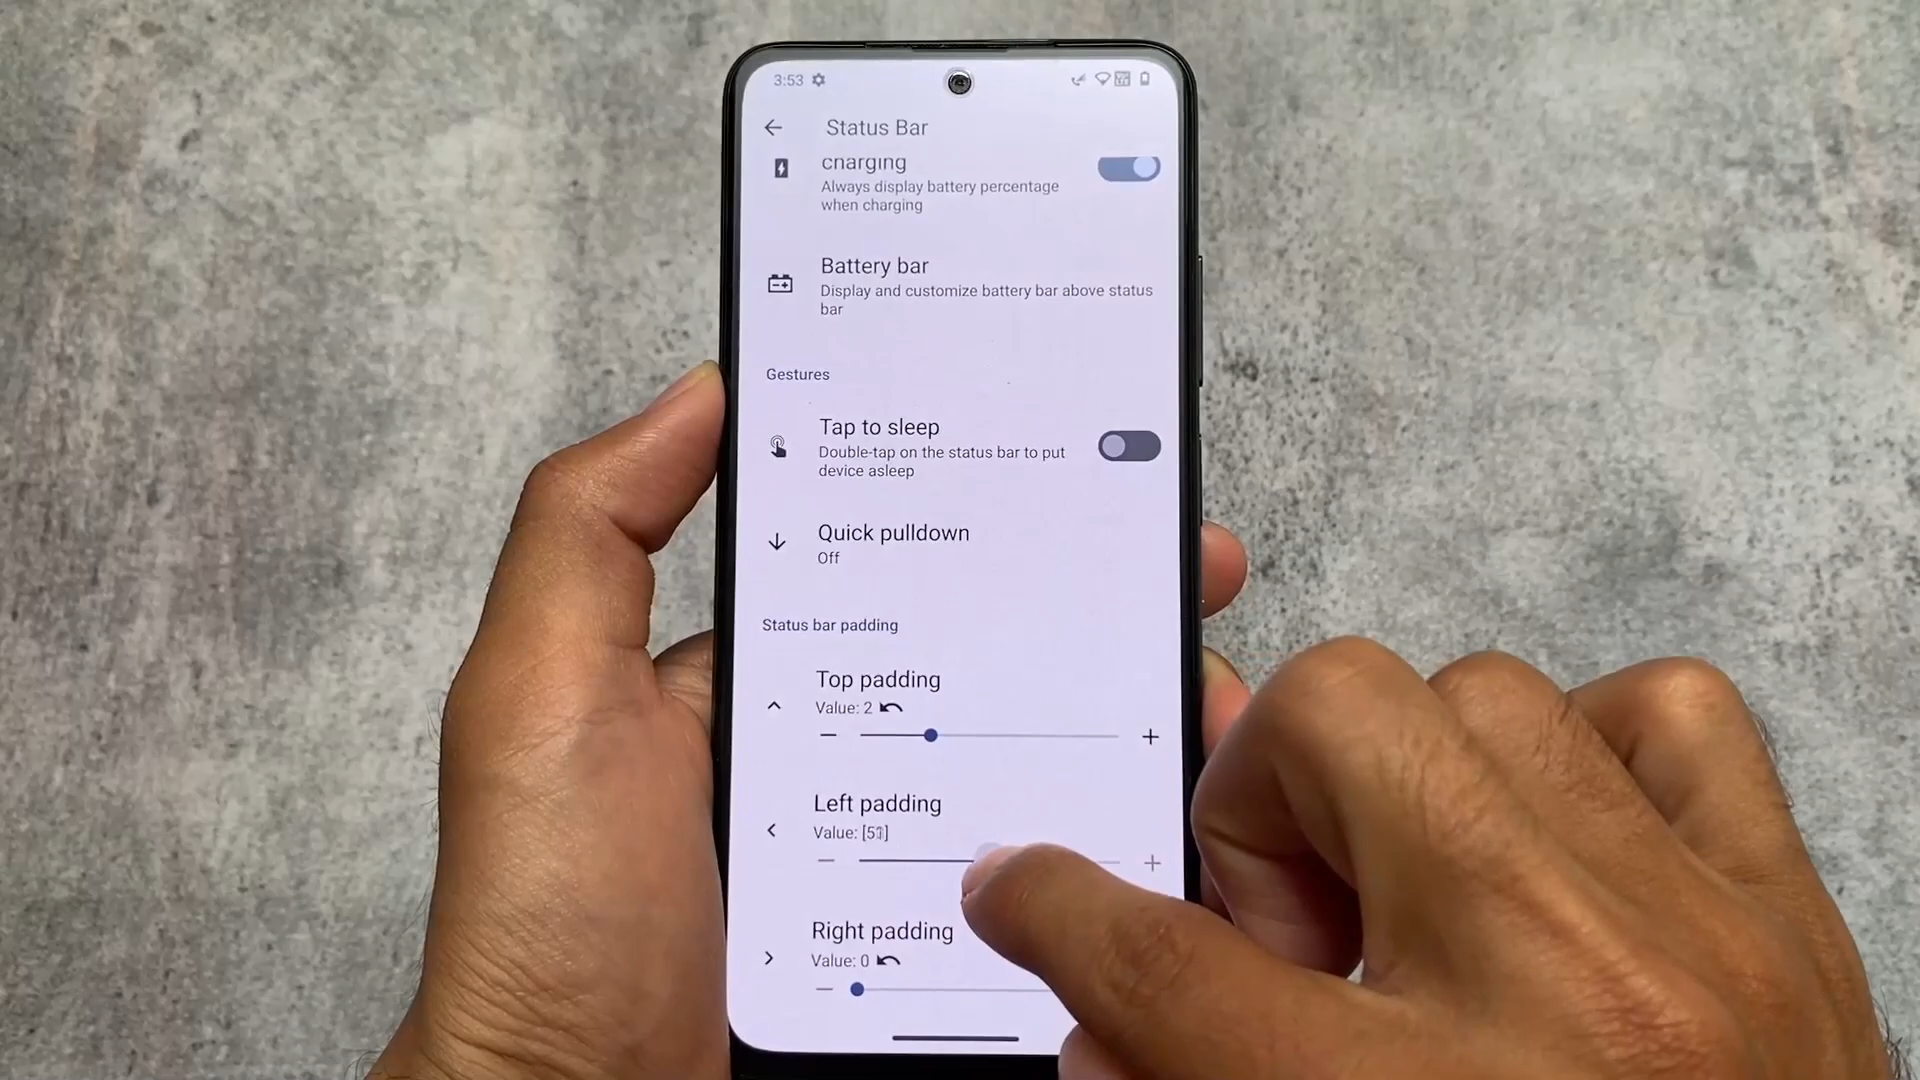 3:53
Status Bar
charging
Always display battery percentage
when charging
Battery bar
Display and customize battery bar above status
bar
Gestures
Tap to sleep
Double-tap on the status bar to put
device asleep
Quick pulldown
Off
Status bar padding
Top padding
Value: 2
Left padding
Value:
Right padding
Value: 0